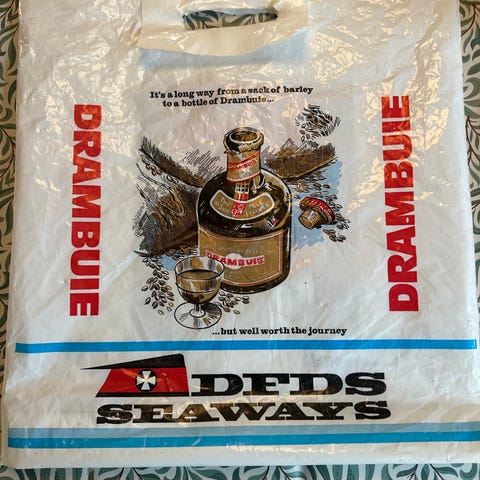 It's a long way from a sack of barley
to a bottle of Drambuie...
DRAMBUIE
DRAMBUIE
DRAMBUIE
...but well worth the journey
DFDS
SEAWAYS